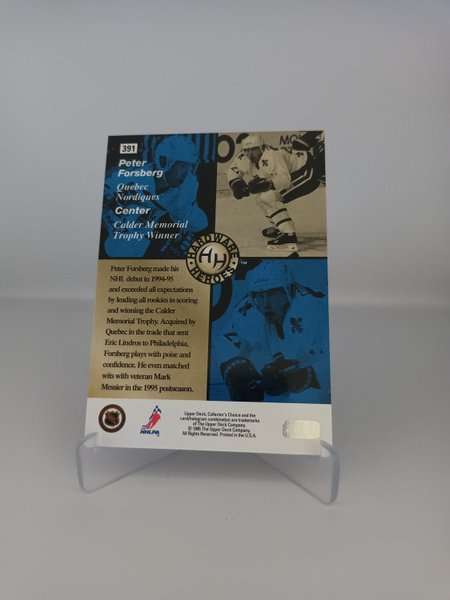 391
Peter
Forsberg
Quebec
Nordiques
Center
Calder Memorial
Trophy Winner
HARDWARE
HH
HEROES
TM
Peter Forsberg made his
NHL debut in 1994-95
and exceeded all expectations
by leading all rookies in scoring
and winning the Calder
Memorial Trophy. Acquired by
Quebec in the trade that sent
Eric Lindros to Philadelphia,
Forsberg plays with poise and
confidence. He even matched
wits with veteran Mark
Messier in the 1995 postseason.
NHLPA
Upper Deck, Collector's Choice and the
card/hologram combination are trademarks
of The Upper Deck Company.
© 1995 The Upper Deck Company.
All Rights Reserved. Printed in the U.S.A.